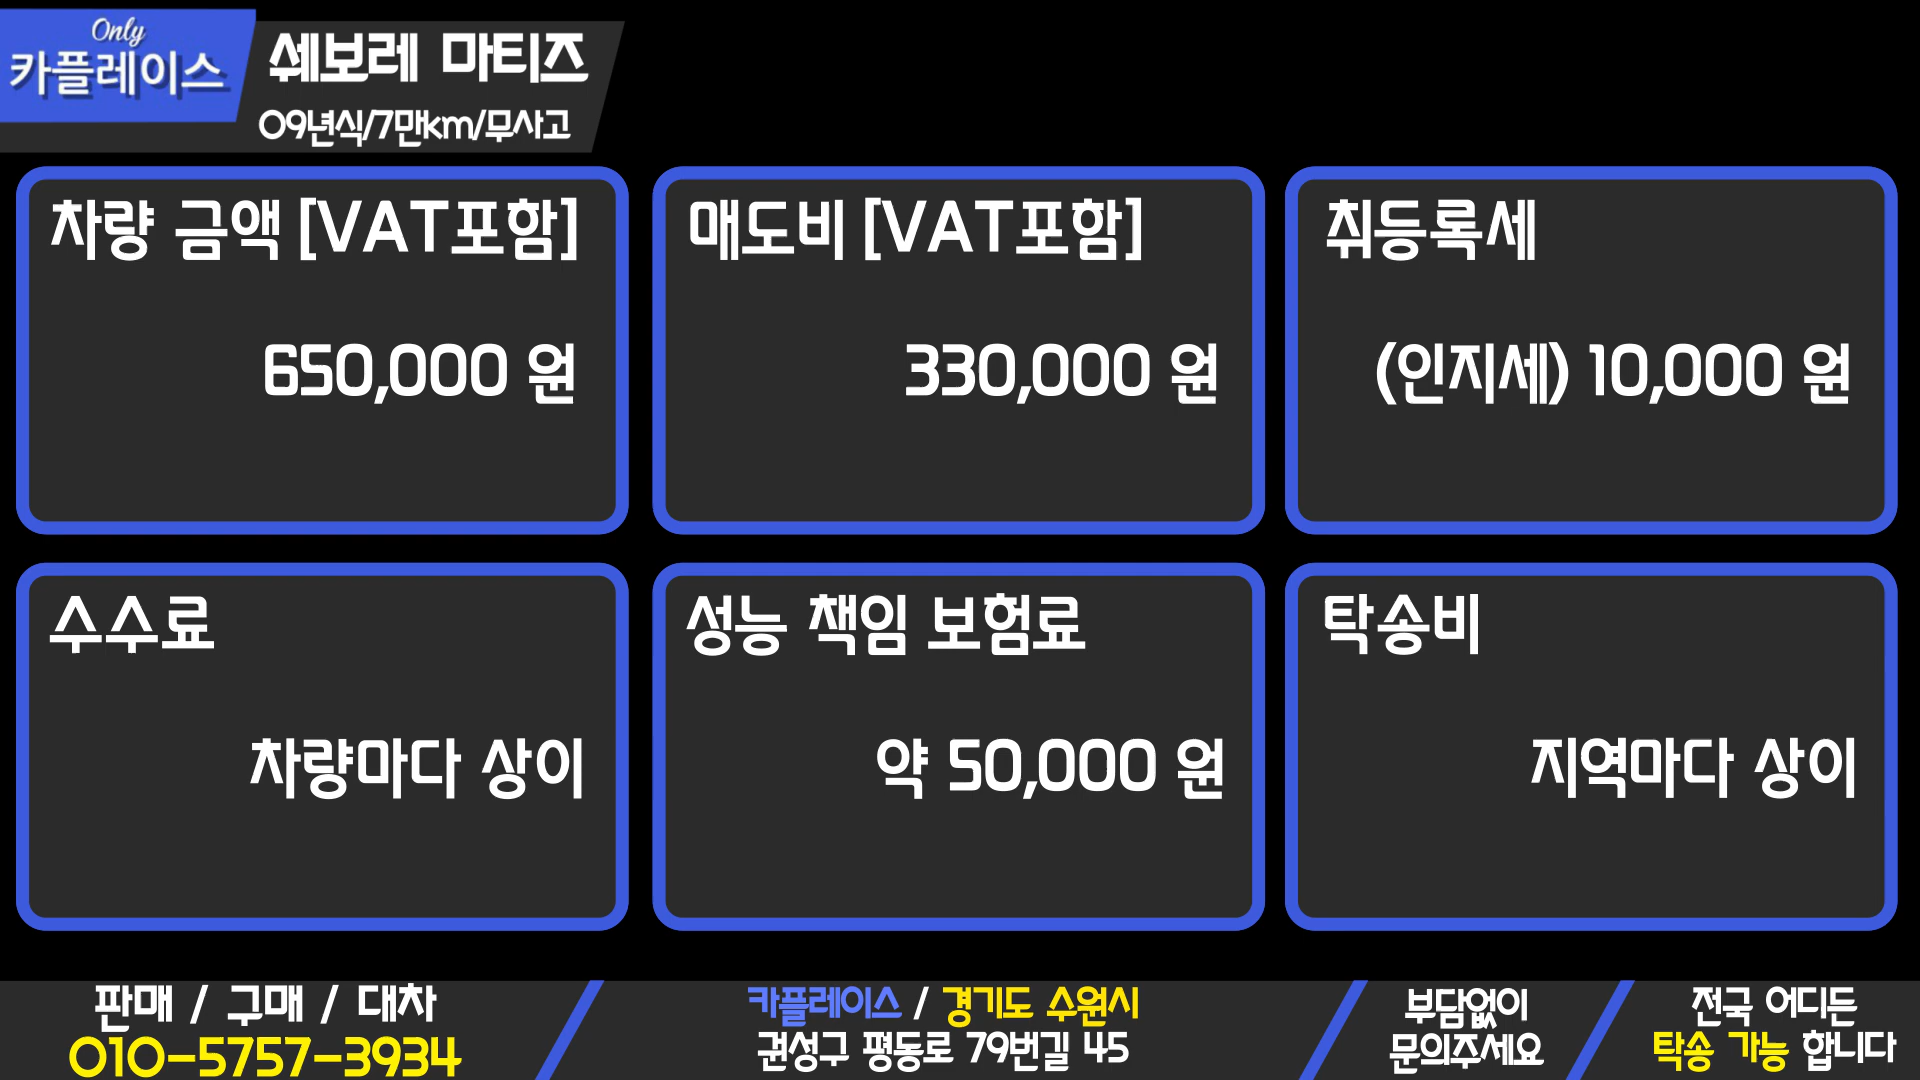 Only
카플레이스
쉐보레 마티즈
09년식/7만km/무사고
차량 금액 [VAT포함]
650,000 원
매도비 [VAT포함]
330,000 원
취등록세
(인지세) 10,000 원
수수료
차량마다 상이
성능 책임 보험료
약 50,000 원
탁송비
지역마다 상이
판매 / 구매 / 대차
010-5757-3934
카플레이스 / 경기도 수원시
권성구 평동로 79번길 45
부담없이
문의주세요
전국 어디든
탁송 가능 합니다